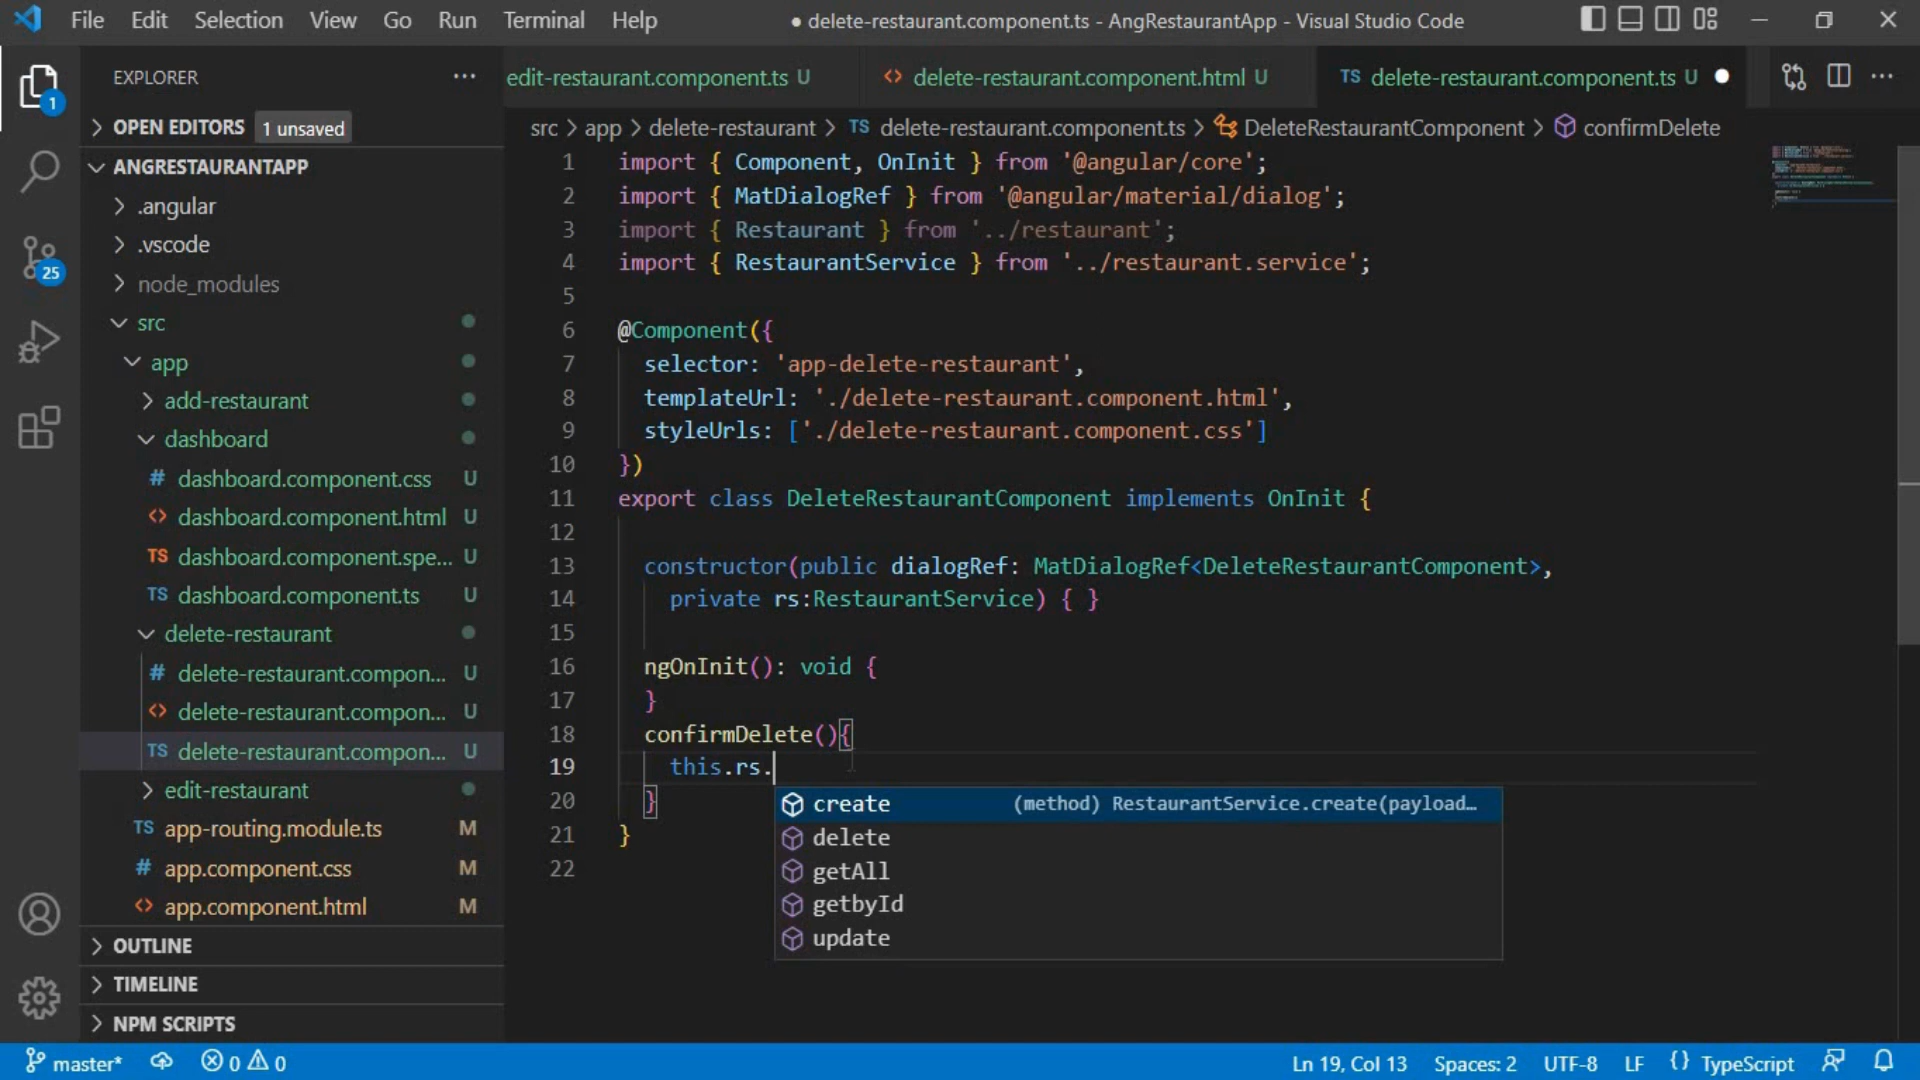 File Edit Selection View Go Run Terminal Help
● delete-restaurant.component.ts - AngRestaurantApp - Visual Studio Code
EXPLORER
OPEN EDITORS 1 unsaved
ANGRESTAURANTAPP
.angular
.vscode
node_modules
src
app
add-restaurant
dashboard
# dashboard.component.css U
<> dashboard.component.html U
TS dashboard.component.spe... U
TS dashboard.component.ts U
delete-restaurant
# delete-restaurant.compon... U
<> delete-restaurant.compon... U
TS delete-restaurant.compon... U
edit-restaurant
TS app-routing.module.ts M
# app.component.css M
<> app.component.html M
OUTLINE
TIMELINE
NPM SCRIPTS
1
25
edit-restaurant.component.ts U <> delete-restaurant.component.html U TS delete-restaurant.component.ts U
src > app > delete-restaurant > TS delete-restaurant.component.ts > DeleteRestaurantComponent > confirmDelete
1 import { Component, OnInit } from '@angular/core';
2 import { MatDialogRef } from '@angular/material/dialog';
3 import { Restaurant } from '../restaurant';
4 import { RestaurantService } from '../restaurant.service';
5
6 @Component({
7 selector: 'app-delete-restaurant',
8 templateUrl: './delete-restaurant.component.html',
9 styleUrls: ['./delete-restaurant.component.css']
10 })
11 export class DeleteRestaurantComponent implements OnInit {
12
13 constructor(public dialogRef: MatDialogRef<DeleteRestaurantComponent>,
14 private rs:RestaurantService) { }
15
16 ngOnInit(): void {
17 }
18 confirmDelete(){
19 this.rs.
20 }
21 }
22
create (method) RestaurantService.create(payload...
delete
getAll
getbyId
update
master* 0 0 Ln 19, Col 13 Spaces: 2 UTF-8 LF {} TypeScript